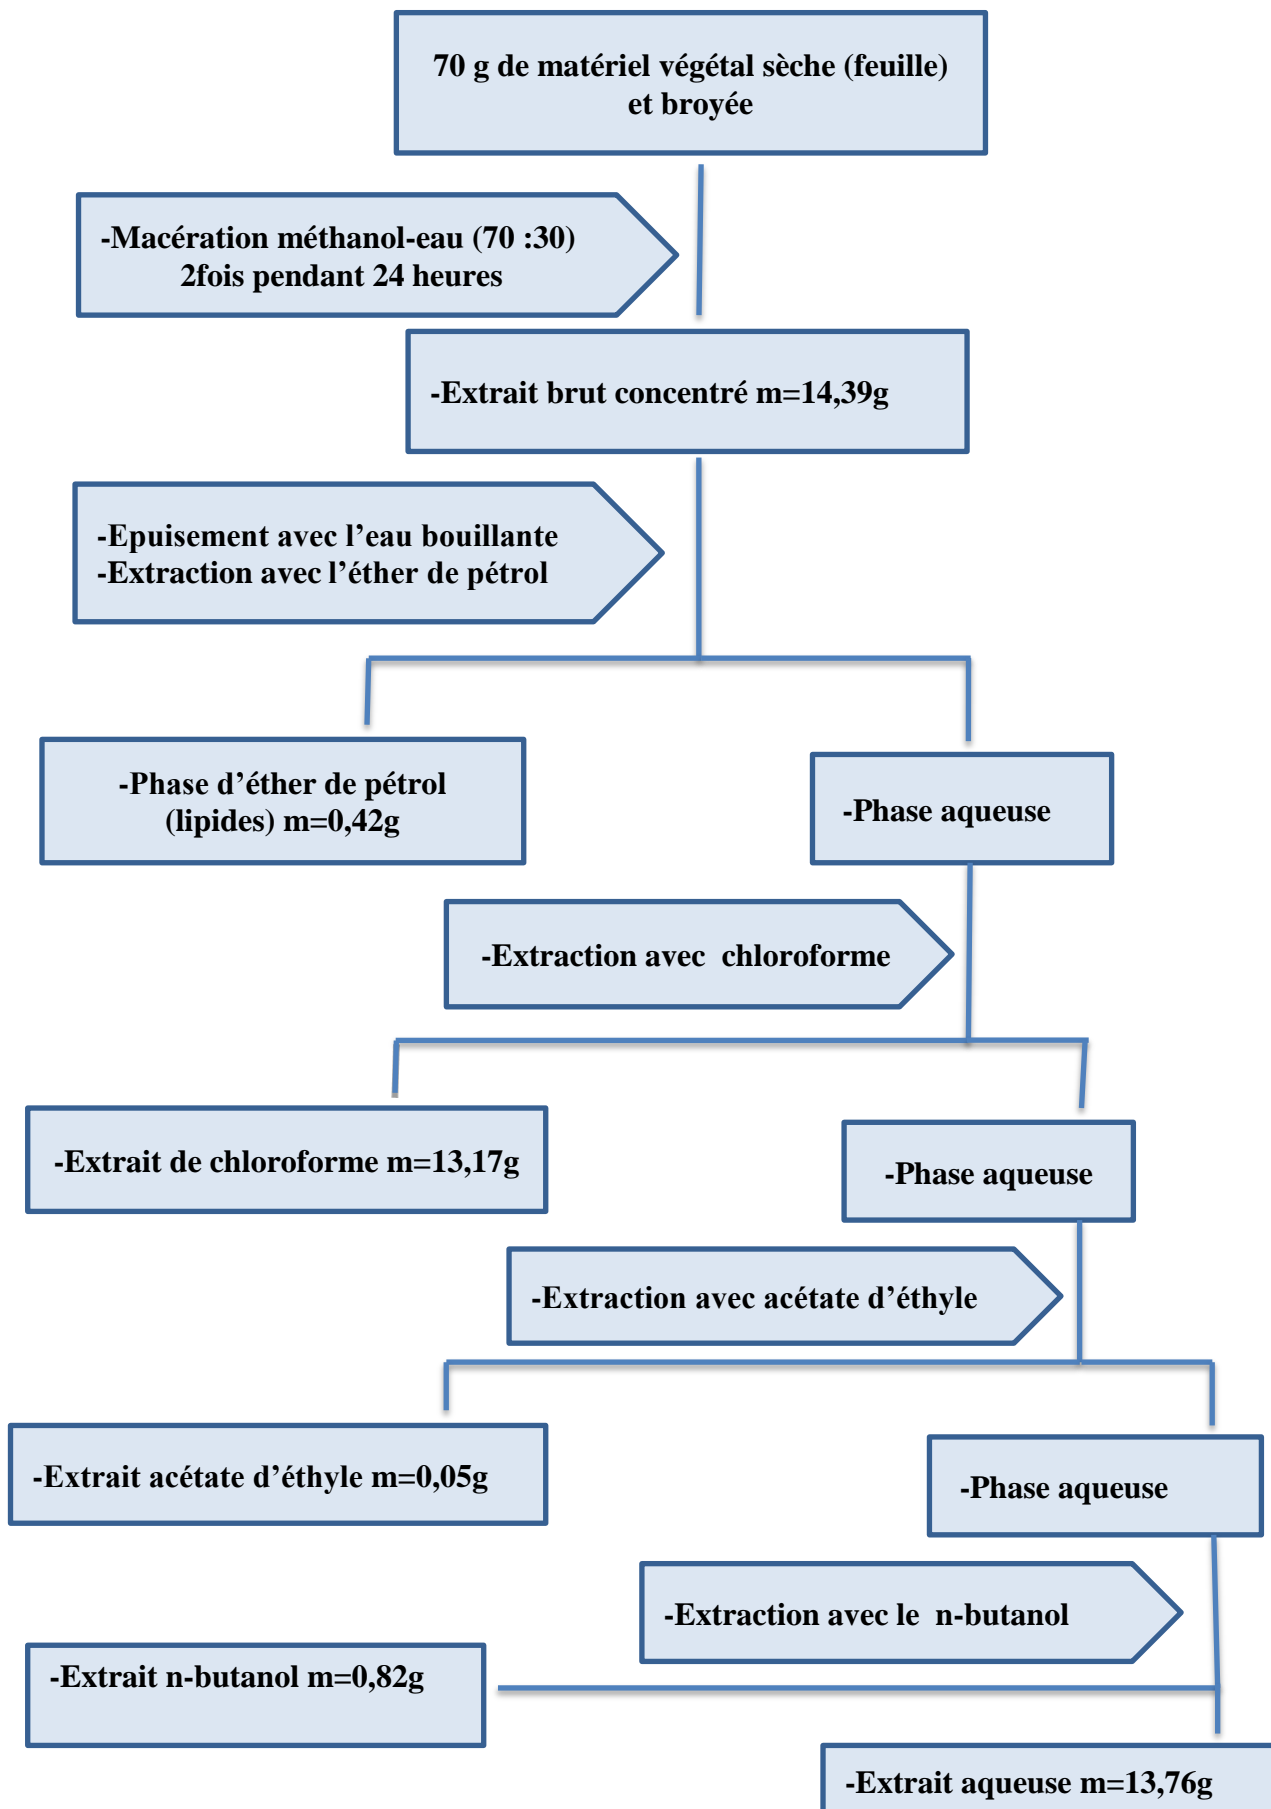 70 g de matériel végétal sèche (feuille)
et broyée
-Macération méthanol-eau (70 :30)
2fois pendant 24 heures
-Extrait brut concentré m=14,39g
-Epuisement avec l’eau bouillante
-Extraction avec l’éther de pétrol
-Phase d’éther de pétrol
(lipides) m=0,42g
-Phase aqueuse
-Extraction avec chloroforme
-Extrait de chloroforme m=13,17g
-Phase aqueuse
-Extraction avec acétate d’éthyle
-Extrait acétate d’éthyle m=0,05g
-Phase aqueuse
-Extraction avec le n-butanol
-Extrait n-butanol m=0,82g
-Extrait aqueuse m=13,76g